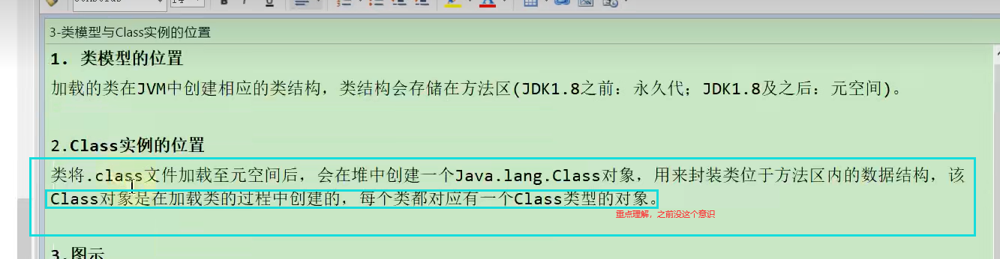 3-类模型与Class实例的位置
1. 类模型的位置
加载的类在JVM中创建相应的类结构，类结构会存储在方法区(JDK1.8之前：永久代；JDK1.8及之后：元空间)。
2.Class实例的位置
类将.class文件加载至元空间后，会在堆中创建一个Java.lang.Class对象，用来封装类位于方法区内的数据结构，该
Class对象是在加载类的过程中创建的，每个类都对应有一个Class类型的对象。
重点理解，之前没这个意识
3.图示